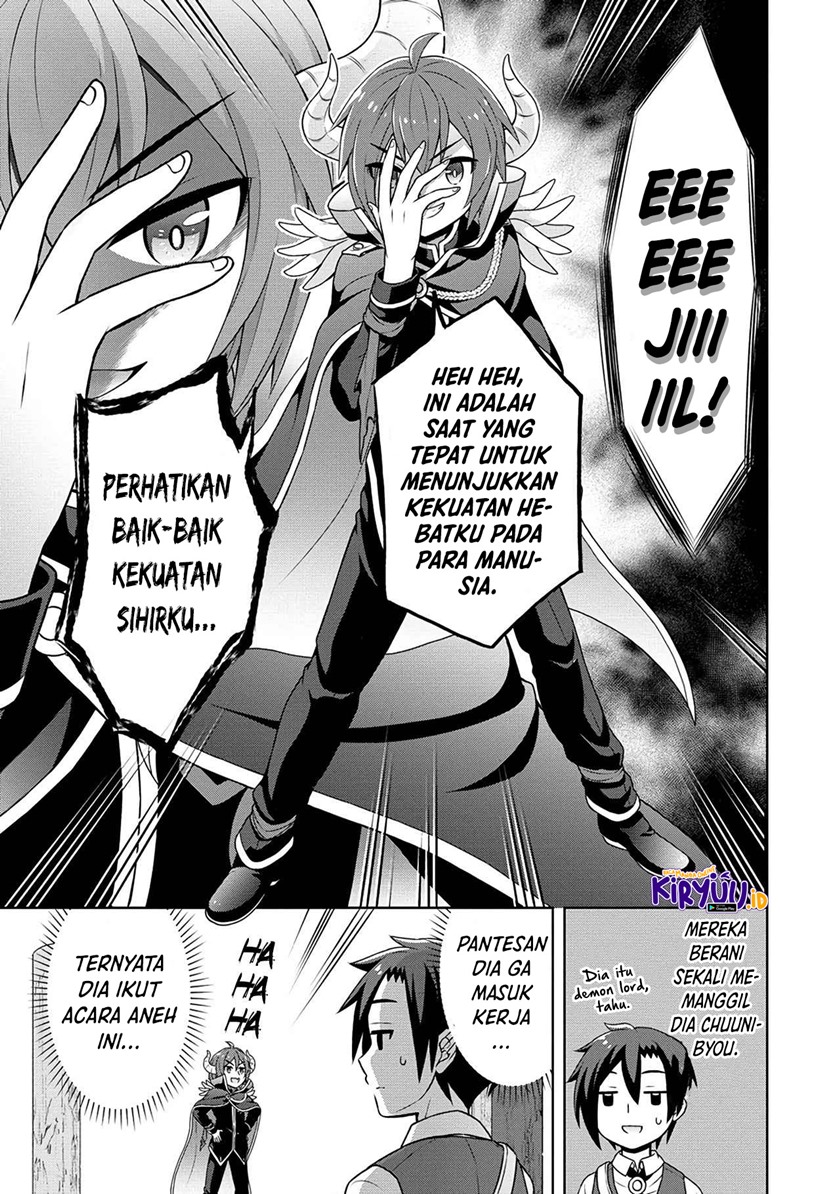 EEE
EEE
JIII
IIL!
HEH HEH,
INI ADALAH
SAAT YANG
TEPAT UNTUK
MENUNJUKKAN
KEKUATAN HE-
BATKU PADA
PARA MANU-
SIA.
PERHATIKAN
BAIK-BAIK
KEKUATAN
SIHIRKU...
KIRYUU.ID
MEREKA
BERANI
SEKALI ME-
MANGGIL
DIA CHUUNI-
BYOU.
Dia itu
demon lord,
tahu.
PANTESAN
DIA GA
MASUK
KERJA
...
HA
HA
HA
TERNYATA
DIA IKUT
ACARA ANEH
INI...